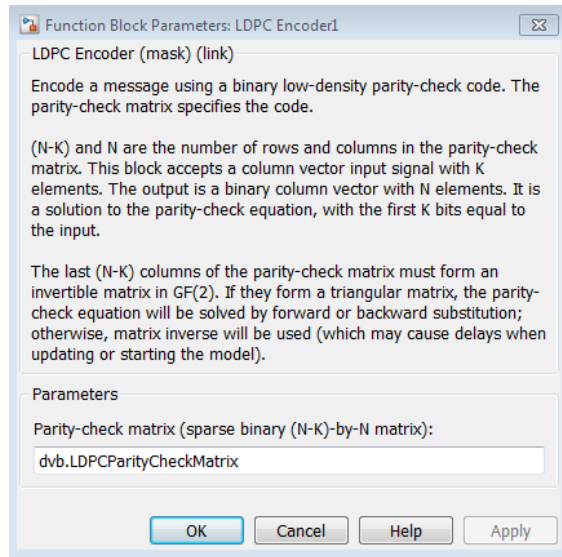 Function Block Parameters: LDPC Encoder1
LDPC Encoder (mask) (link)
Encode a message using a binary low-density parity-check code. The
parity-check matrix specifies the code.
(N-K) and N are the number of rows and columns in the parity-check
matrix. This block accepts a column vector input signal with K
elements. The output is a binary column vector with N elements. It is
a solution to the parity-check equation, with the first K bits equal to
the input.
The last (N-K) columns of the parity-check matrix must form an
invertible matrix in GF(2). If they form a triangular matrix, the parity-
check equation will be solved by forward or backward substitution;
otherwise, matrix inverse will be used (which may cause delays when
updating or starting the model).
Parameters
Parity-check matrix (sparse binary (N-K)-by-N matrix):
dvb.LDPCParityCheckMatrix
OK Cancel Help Apply